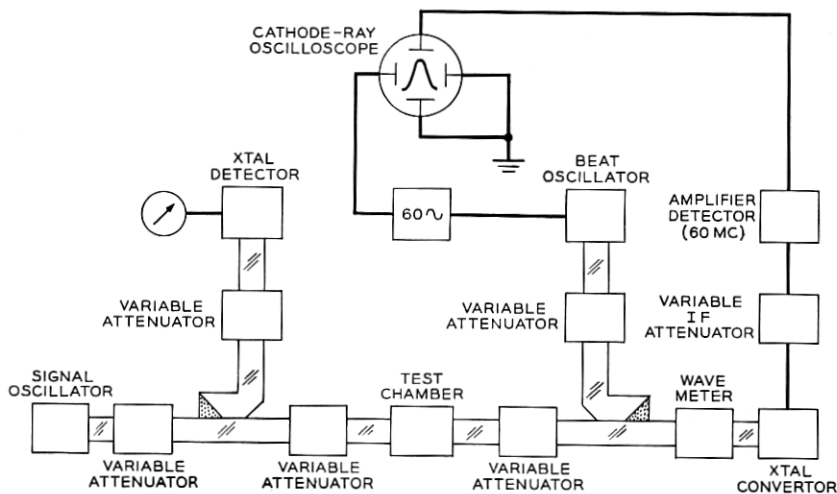 CATHODE-RAY
OSCILLOSCOPE
XTAL
DETECTOR
BEAT
OSCILLATOR
60∿
AMPLIFIER
DETECTOR
(60 MC)
VARIABLE
ATTENUATOR
VARIABLE
ATTENUATOR
VARIABLE
I F
ATTENUATOR
SIGNAL
OSCILLATOR
TEST
CHAMBER
WAVE
METER
VARIABLE
ATTENUATOR
VARIABLE
ATTENUATOR
VARIABLE
ATTENUATOR
XTAL
CONVERTOR